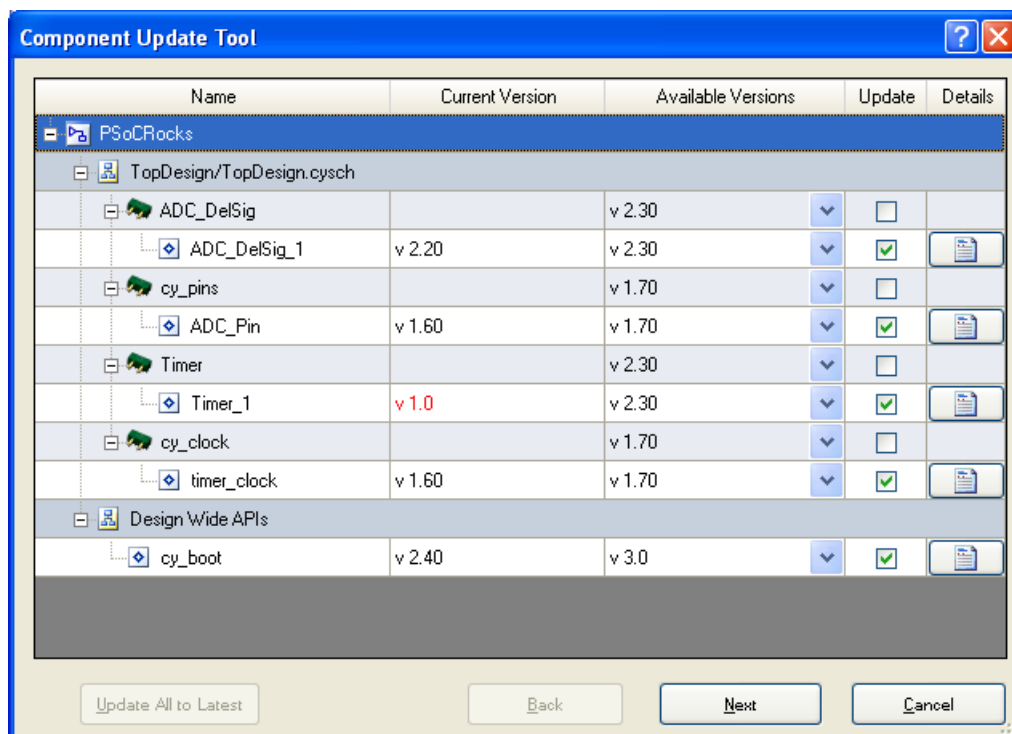 Component Update Tool
Name Current Version Available Versions Update Details
PSoCRocks
TopDesign/TopDesign.cysch
ADC_DelSig v 2.30
ADC_DelSig_1 v 2.20 v 2.30
cy_pins v 1.70
ADC_Pin v 1.60 v 1.70
Timer v 2.30
Timer_1 v 1.0 v 2.30
cy_clock v 1.70
timer_clock v 1.60 v 1.70
Design Wide APIs
cy_boot v 2.40 v 3.0
Update All to Latest Back Next Cancel